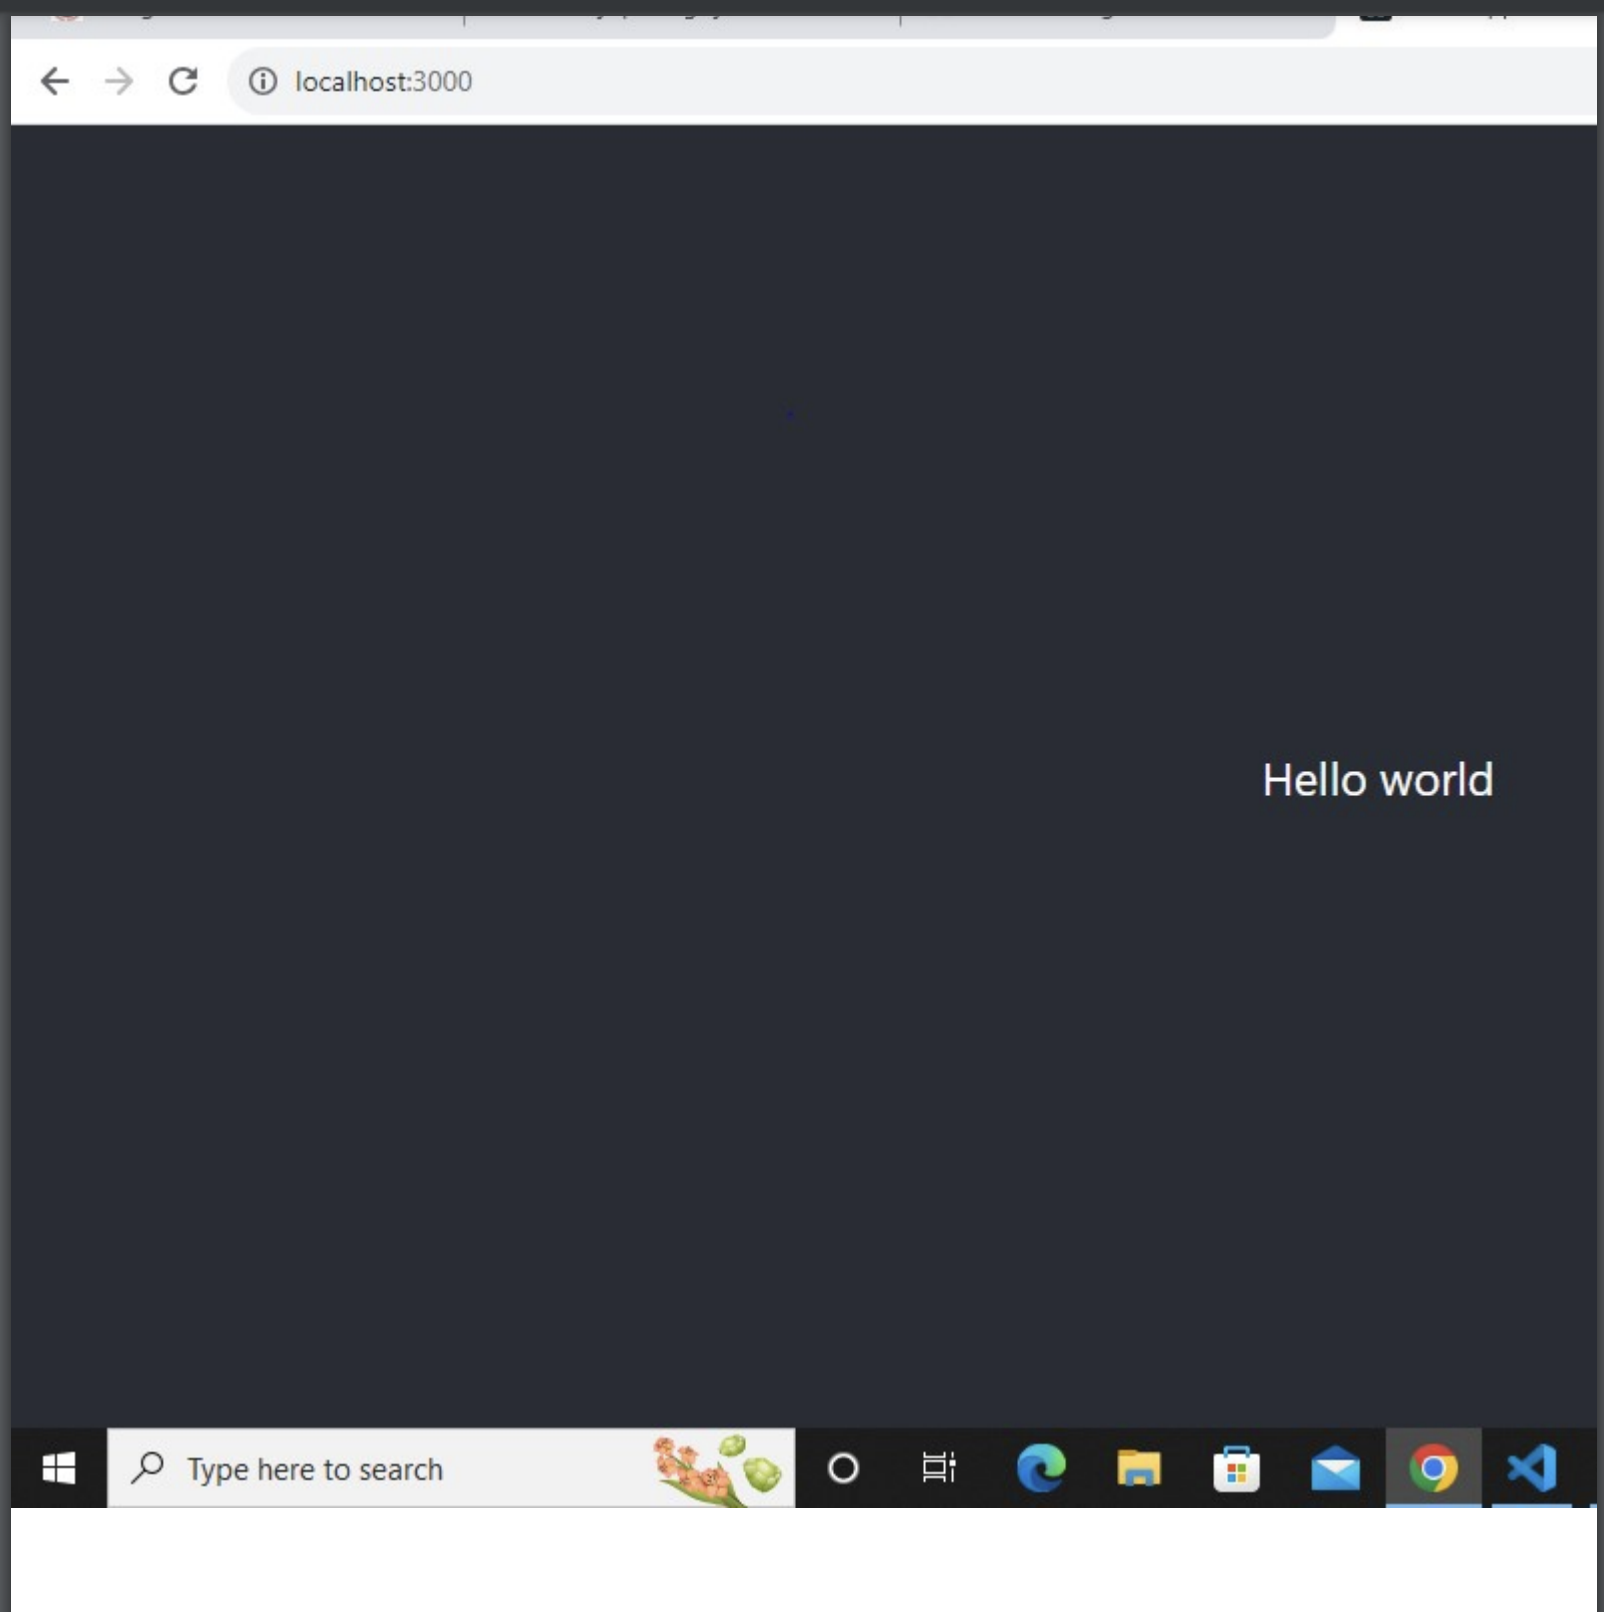 localhost:3000
Hello world
Type here to search